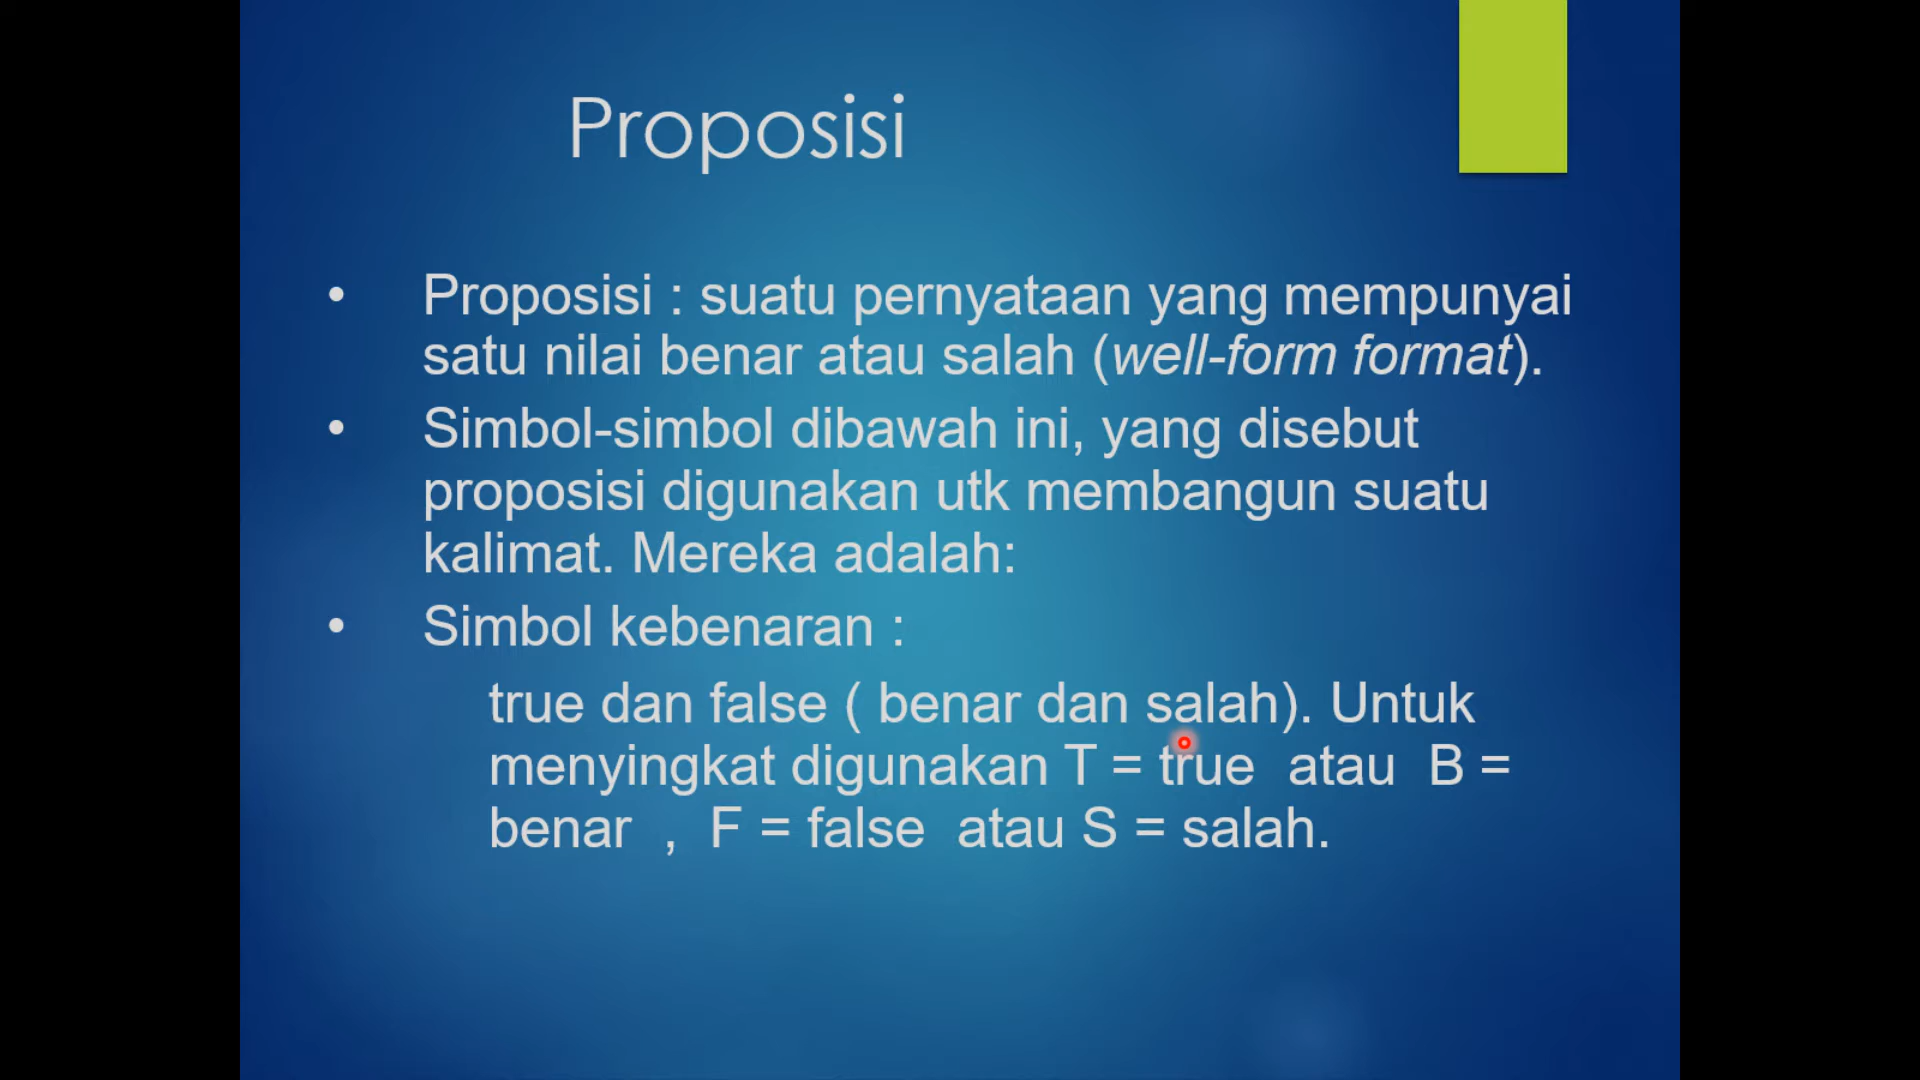 Proposisi
• Proposisi : suatu pernyataan yang mempunyai
satu nilai benar atau salah (well-form format).
• Simbol-simbol dibawah ini, yang disebut
proposisi digunakan utk membangun suatu
kalimat. Mereka adalah:
• Simbol kebenaran :
true dan false ( benar dan salah). Untuk
menyingkat digunakan T = true atau B =
benar , F = false atau S = salah.